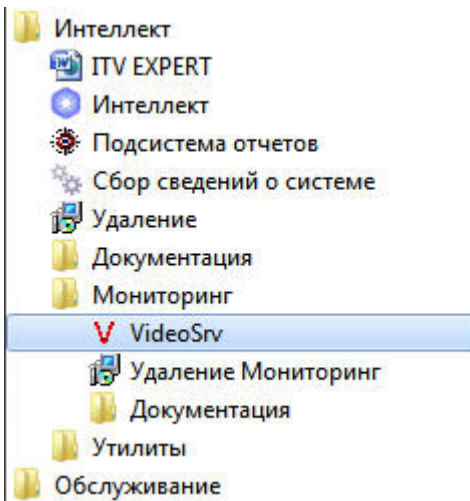 Интеллект
ITV EXPERT
Интеллект
Подсистема отчетов
Сбор сведений о системе
Удаление
Документация
Мониторинг
VideoSrv
Удаление Мониторинг
Документация
Утилиты
Обслуживание